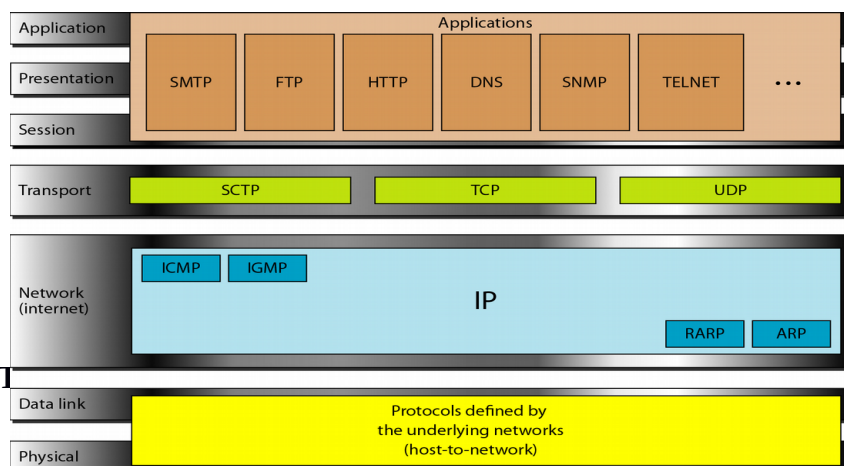 Applications
Application
Presentation
Session
SMTP
FTP
HTTP
DNS
SNMP
TELNET
...
Transport
SCTP
TCP
UDP
Network
(internet)
ICMP
IGMP
IP
RARP
ARP
Data link
Physical
Protocols defined by
the underlying networks
(host-to-network)